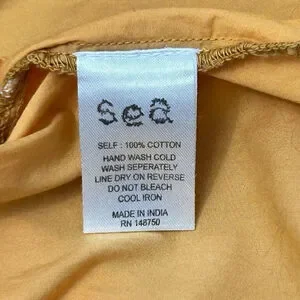 sea
SELF : 100% COTTON
HAND WASH COLD
WASH SEPERATELY
LINE DRY ON REVERSE
DO NOT BLEACH
COOL IRON
MADE IN INDIA
RN 148750